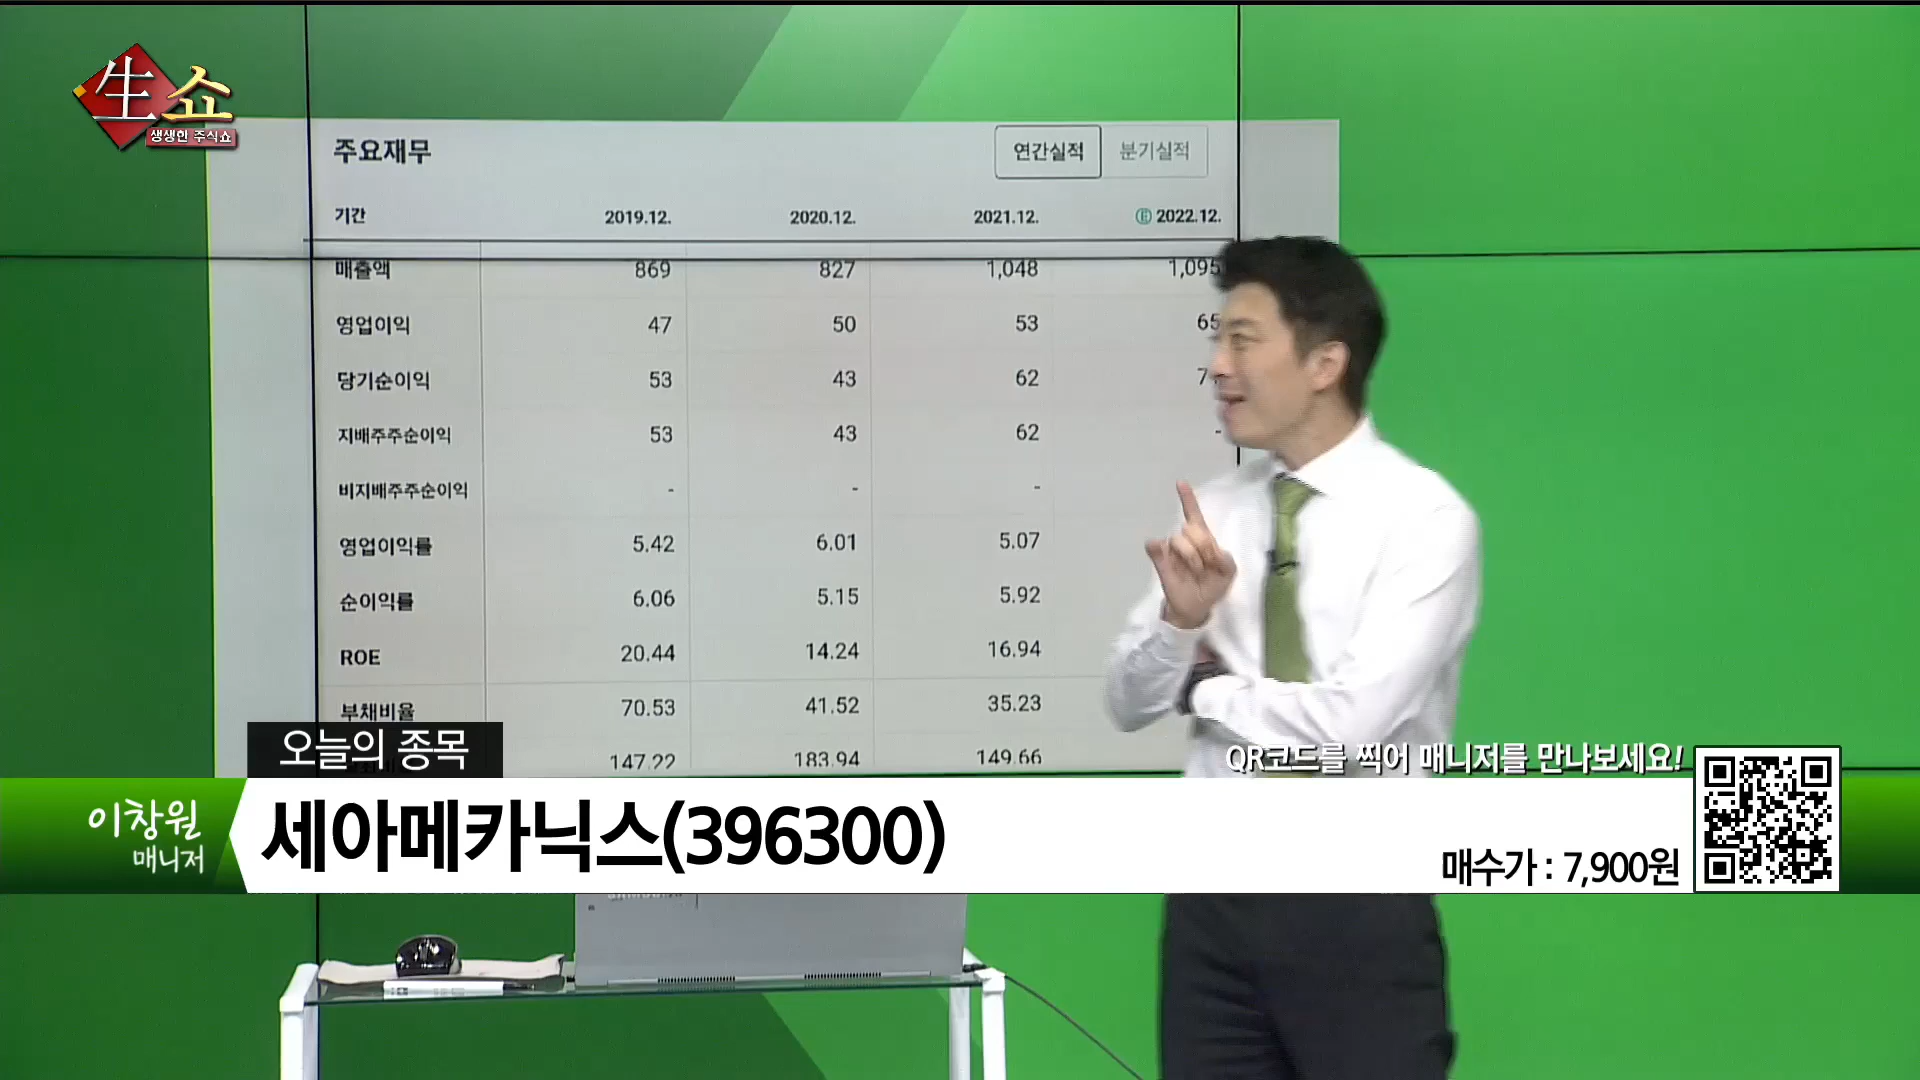 生쇼
생생한 주식쇼
주요재무
연간실적 분기실적
기간 2019.12. 2020.12. 2021.12. Ⓔ 2022.12.
매출액 869 827 1,048 1,095
영업이익 47 50 53 65
당기순이익 53 43 62 7
지배주주순이익 53 43 62 -
비지배주주순이익 - - -
영업이익률 5.42 6.01 5.07
순이익률 6.06 5.15 5.92
ROE 20.44 14.24 16.94
부채비율 70.53 41.52 35.23
147.22 183.94 149.66
오늘의 종목
QR코드를 찍어 매니저를 만나보세요!
이창원
매니저
세아메카닉스(396300)
매수가 : 7,900원